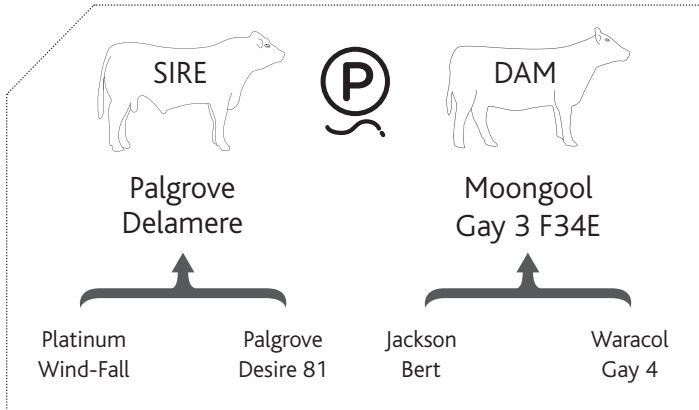 SIRE
P
DAM
Palgrove
Delamere
Moongool
Gay 3 F34E
Platinum
Wind-Fall
Palgrove
Desire 81
Jackson
Bert
Waracol
Gay 4